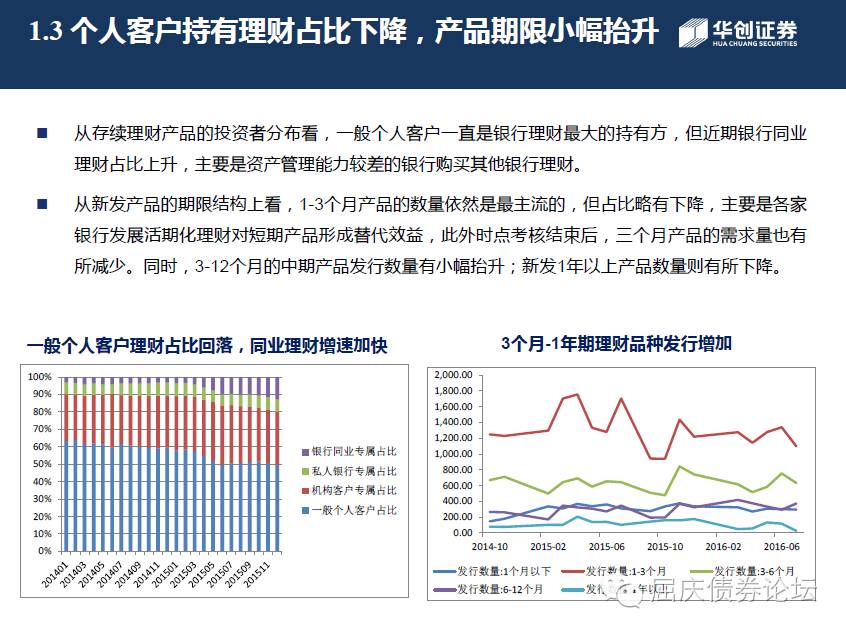 1.3 个人客户持有理财占比下降，产品期限小幅抬升
华创证券
HUA CHUANG SECURITIES
从存续理财产品的投资者分布看，一般个人客户一直是银行理财最大的持有方，但近期银行同业
理财占比上升，主要是资产管理能力较差的银行购买其他银行理财。
从新发产品的期限结构上看，1-3个月产品的数量依然是最主流的，但占比略有下降，主要是各家
银行发展活期化理财对短期产品形成替代效益，此外时点考核结束后，三个月产品的需求量也有
所减少。同时，3-12个月的中期产品发行数量有小幅抬升；新发1年以上产品数量则有所下降。
一般个人客户理财占比回落，同业理财增速加快
100%
90%
80%
70%
60%
50%
40%
30%
20%
10%
0%
201401
201403
201405
201407
201409
201411
201501
201503
201505
201507
201509
201511
银行同业专属占比
私人银行专属占比
机构客户专属占比
一般个人客户占比
3个月-1年期理财品种发行增加
2,000.00
1,800.00
1,600.00
1,400.00
1,200.00
1,000.00
800.00
600.00
400.00
200.00
0.00
2014-10
2015-02
2015-06
2015-10
2016-02
2016-06
发行数量:1个月以下
发行数量:1-3个月
发行数量:3-6个月
发行数量:6-12个月
屈庆债券论坛